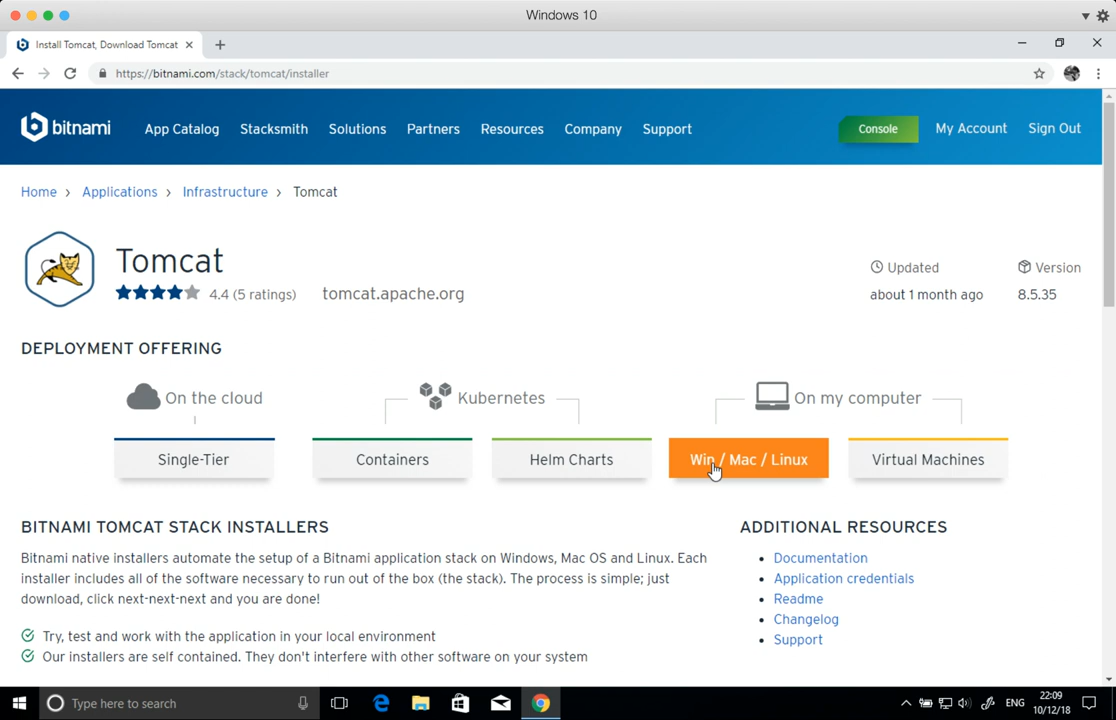 Windows 10
Install Tomcat, Download Tomcat
https://bitnami.com/stack/tomcat/installer
bitnami App Catalog Stacksmith Solutions Partners Resources Company Support Console My Account Sign Out
Home > Applications > Infrastructure > Tomcat
Tomcat
4.4 (5 ratings) tomcat.apache.org
Updated Version
about 1 month ago 8.5.35
DEPLOYMENT OFFERING
On the cloud Kubernetes On my computer
Single-Tier Containers Helm Charts Win / Mac / Linux Virtual Machines
BITNAMI TOMCAT STACK INSTALLERS
Bitnami native installers automate the setup of a Bitnami application stack on Windows, Mac OS and Linux. Each
installer includes all of the software necessary to run out of the box (the stack). The process is simple; just
download, click next-next-next and you are done!
Try, test and work with the application in your local environment
Our installers are self contained. They don't interfere with other software on your system
ADDITIONAL RESOURCES
• Documentation
• Application credentials
• Readme
• Changelog
• Support
Type here to search
ENG
22:09
10/12/18